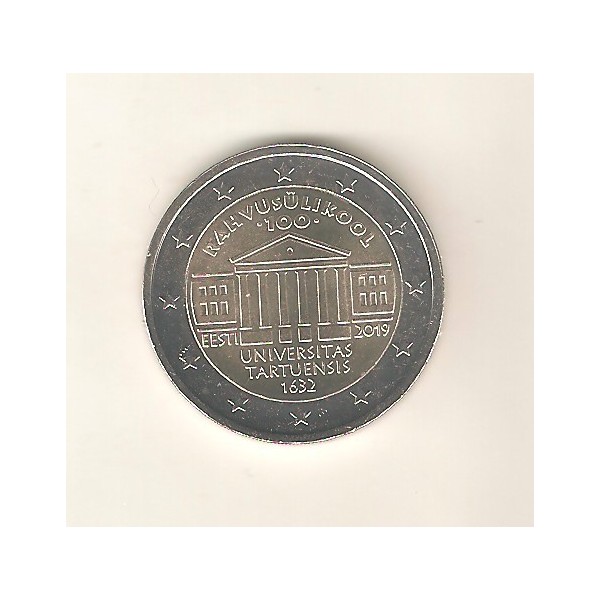 RAHVUSÜLIKOOL
·100·
EESTI 2019
UNIVERSITAS
TARTUENSIS
1632